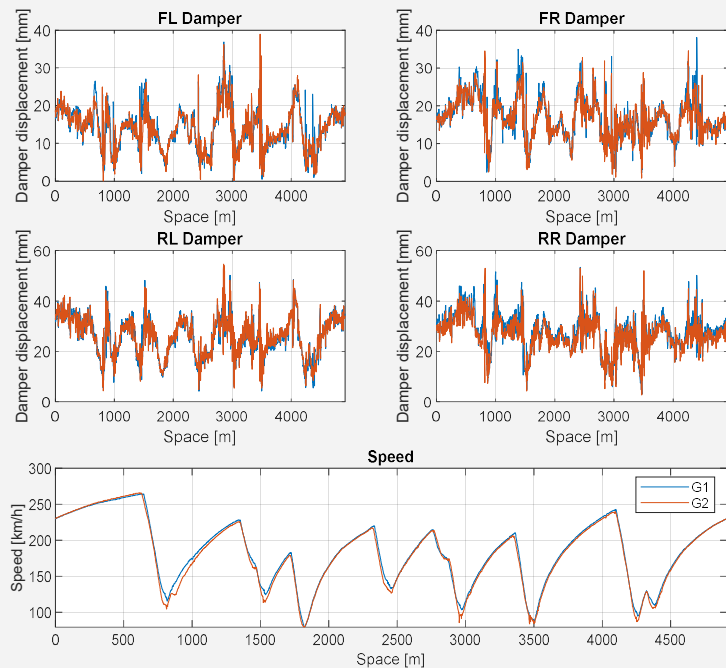 FL Damper
FR Damper
40
30
20
10
0
Damper displacement [mm]
0 1000 2000 3000 4000
Space [m]
40
30
20
10
0
Damper displacement [mm]
0 1000 2000 3000 4000
Space [m]
RL Damper
RR Damper
60
40
20
0
Damper displacement [mm]
0 1000 2000 3000 4000
Space [m]
60
40
20
0
Damper displacement [mm]
0 1000 2000 3000 4000
Space [m]
Speed
300
250
200
150
100
Speed [km/h]
G1
G2
0 500 1000 1500 2000 2500 3000 3500 4000 4500
Space [m]